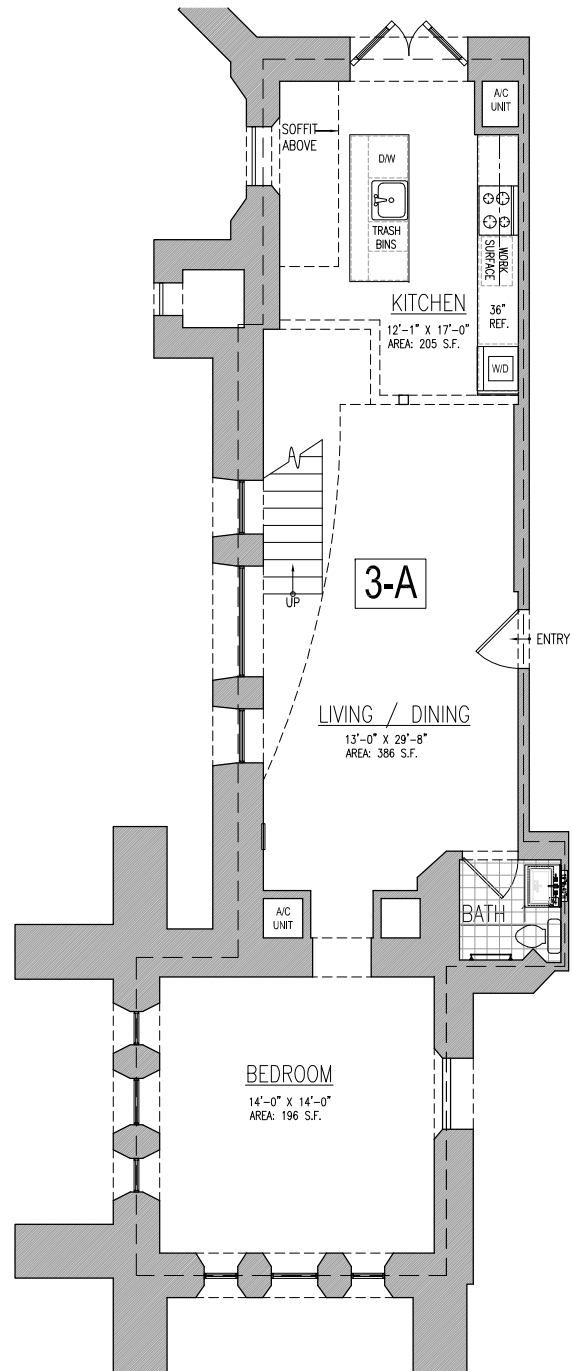 A/C
UNIT
SOFFIT
ABOVE
D/W
TRASH
BINS
WORK
SURFACE
KITCHEN
12'-1" X 17'-0"
AREA: 205 S.F.
36"
REF.
W/D
UP
3-A
ENTRY
LIVING / DINING
13'-0" X 29'-8"
AREA: 386 S.F.
A/C
UNIT
BATH
BEDROOM
14'-0" X 14'-0"
AREA: 196 S.F.